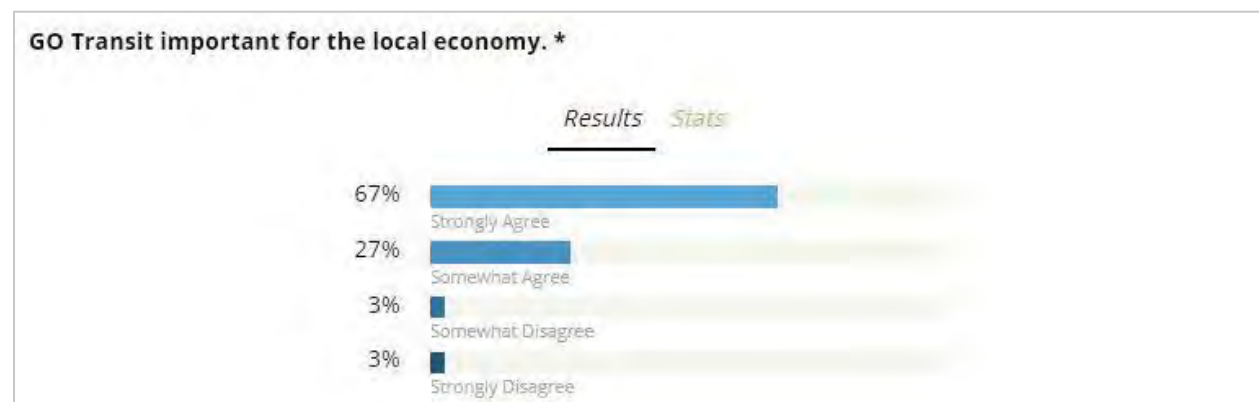 GO Transit important for the local economy. *
Results Stats
67%
Strongly Agree
27%
Somewhat Agree
3%
Somewhat Disagree
3%
Strongly Disagree